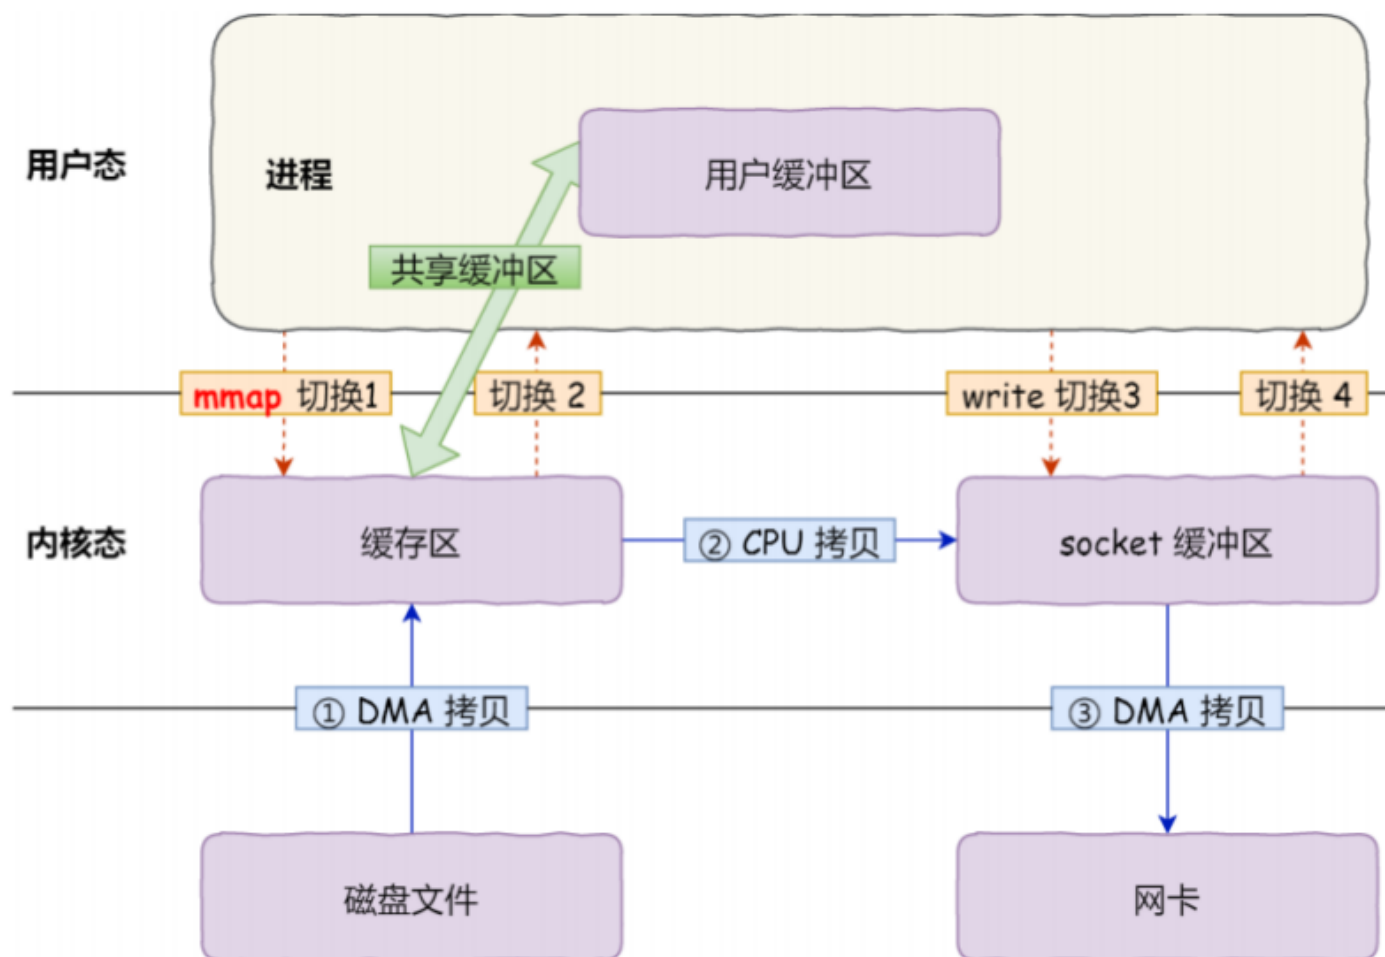 用户态
进程
用户缓冲区
共享缓冲区
mmap 切换1
切换 2
write 切换3
切换 4
内核态
缓存区
② CPU 拷贝
socket 缓冲区
① DMA 拷贝
③ DMA 拷贝
磁盘文件
网卡